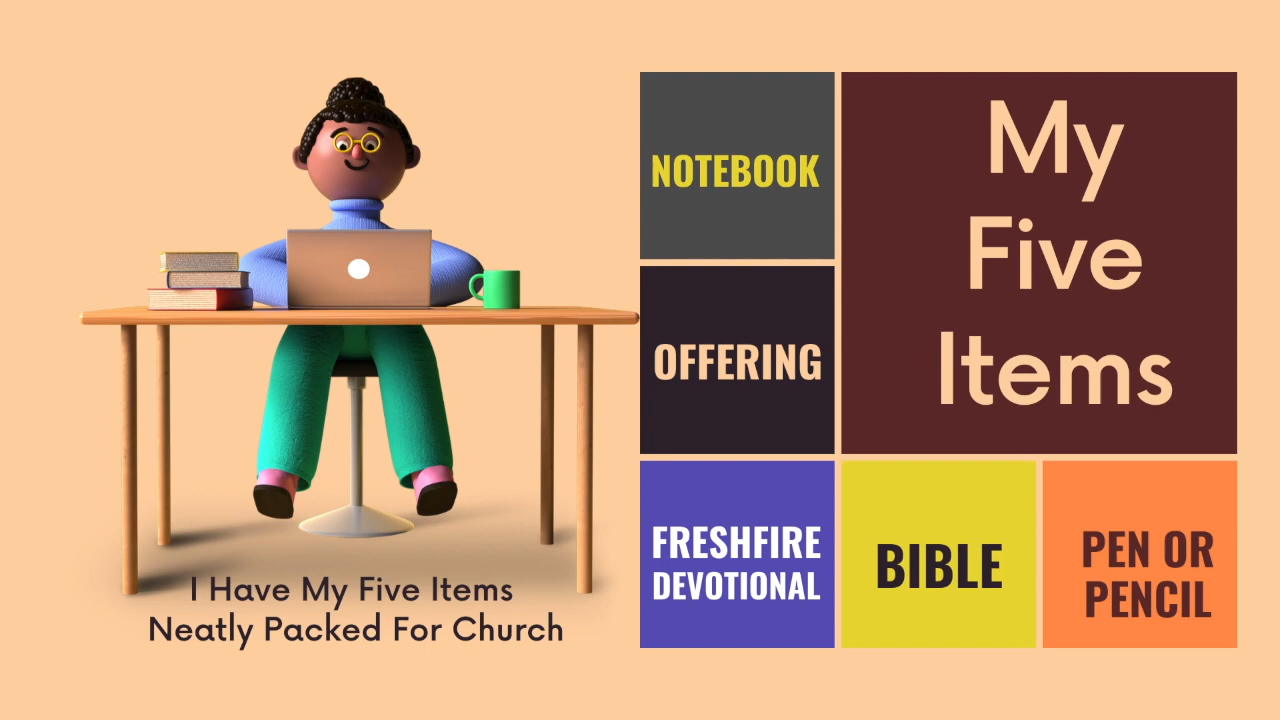 My
Five
Items
NOTEBOOK
OFFERING
FRESHFIRE
DEVOTIONAL
BIBLE
PEN OR
PENCIL
I Have My Five Items
Neatly Packed For Church